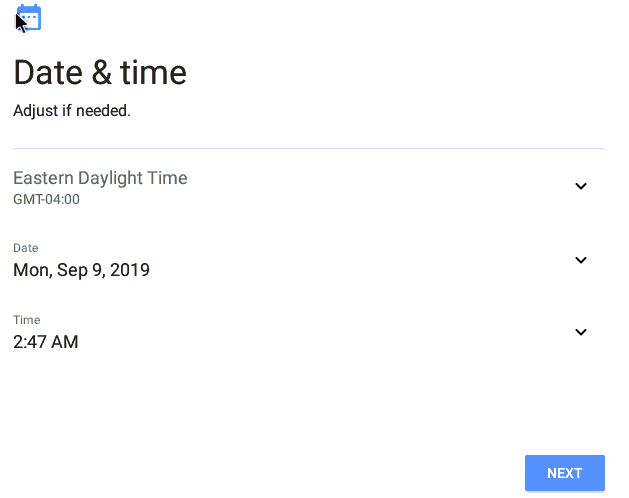 Date & time
Adjust if needed.
Eastern Daylight Time
GMT-04:00
Date
Mon, Sep 9, 2019
Time
2:47 AM
NEXT